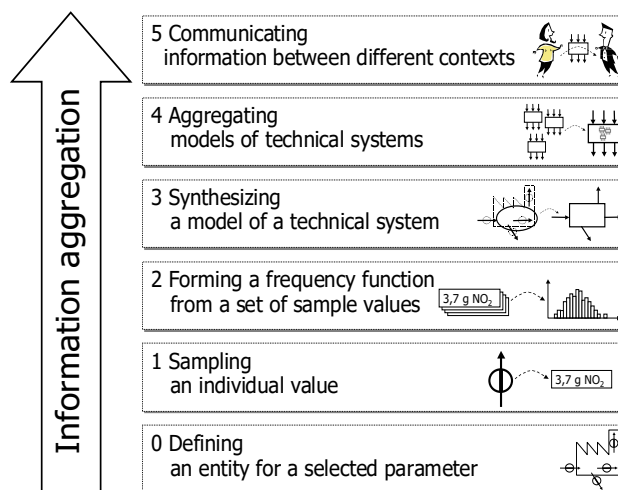 Information aggregation
5 Communicating
information between different contexts
4 Aggregating
models of technical systems
3 Synthesizing
a model of a technical system
2 Forming a frequency function
from a set of sample values
3,7 g NO₂
1 Sampling
an individual value
3,7 g NO₂
0 Defining
an entity for a selected parameter